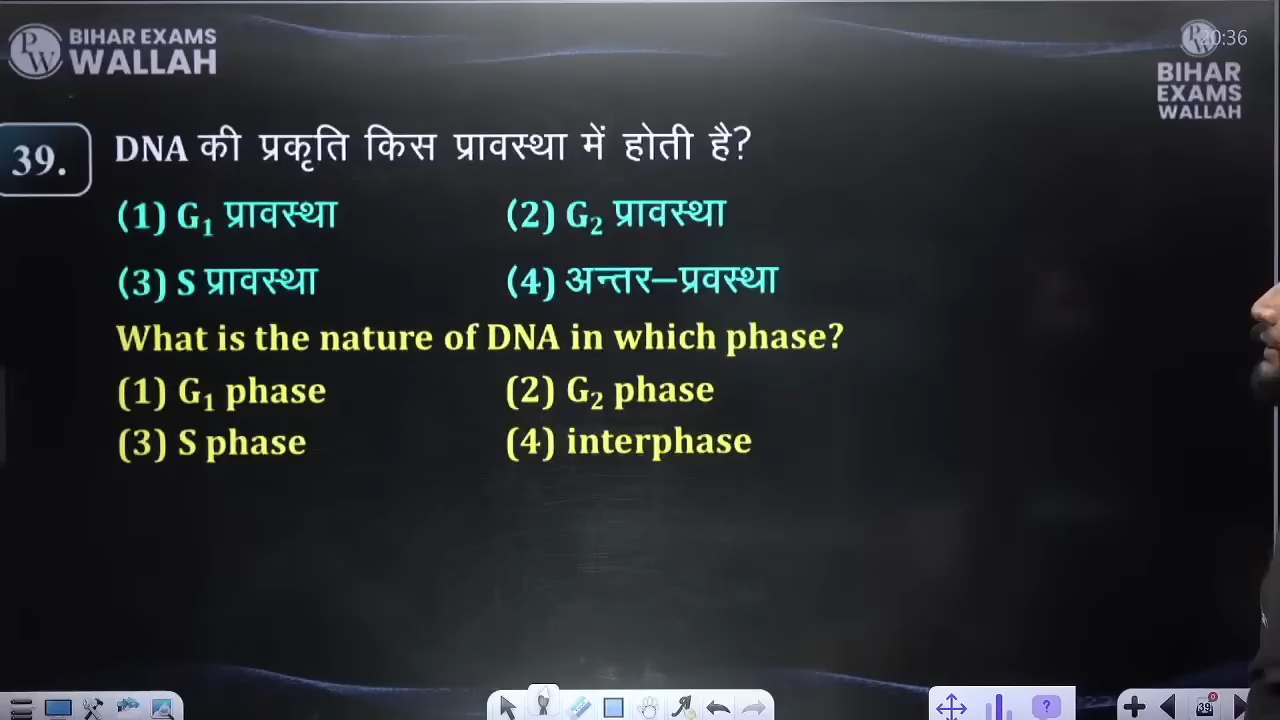 BIHAR EXAMS
WALLAH
20:36
BIHAR
EXAMS
WALLAH
39.
DNA की प्रकृति किस प्रावस्था में होती है?
(1) G₁ प्रावस्था
(2) G₂ प्रावस्था
(3) S प्रावस्था
(4) अन्तर–प्रवस्था
What is the nature of DNA in which phase?
(1) G₁ phase
(2) G₂ phase
(3) S phase
(4) interphase
39